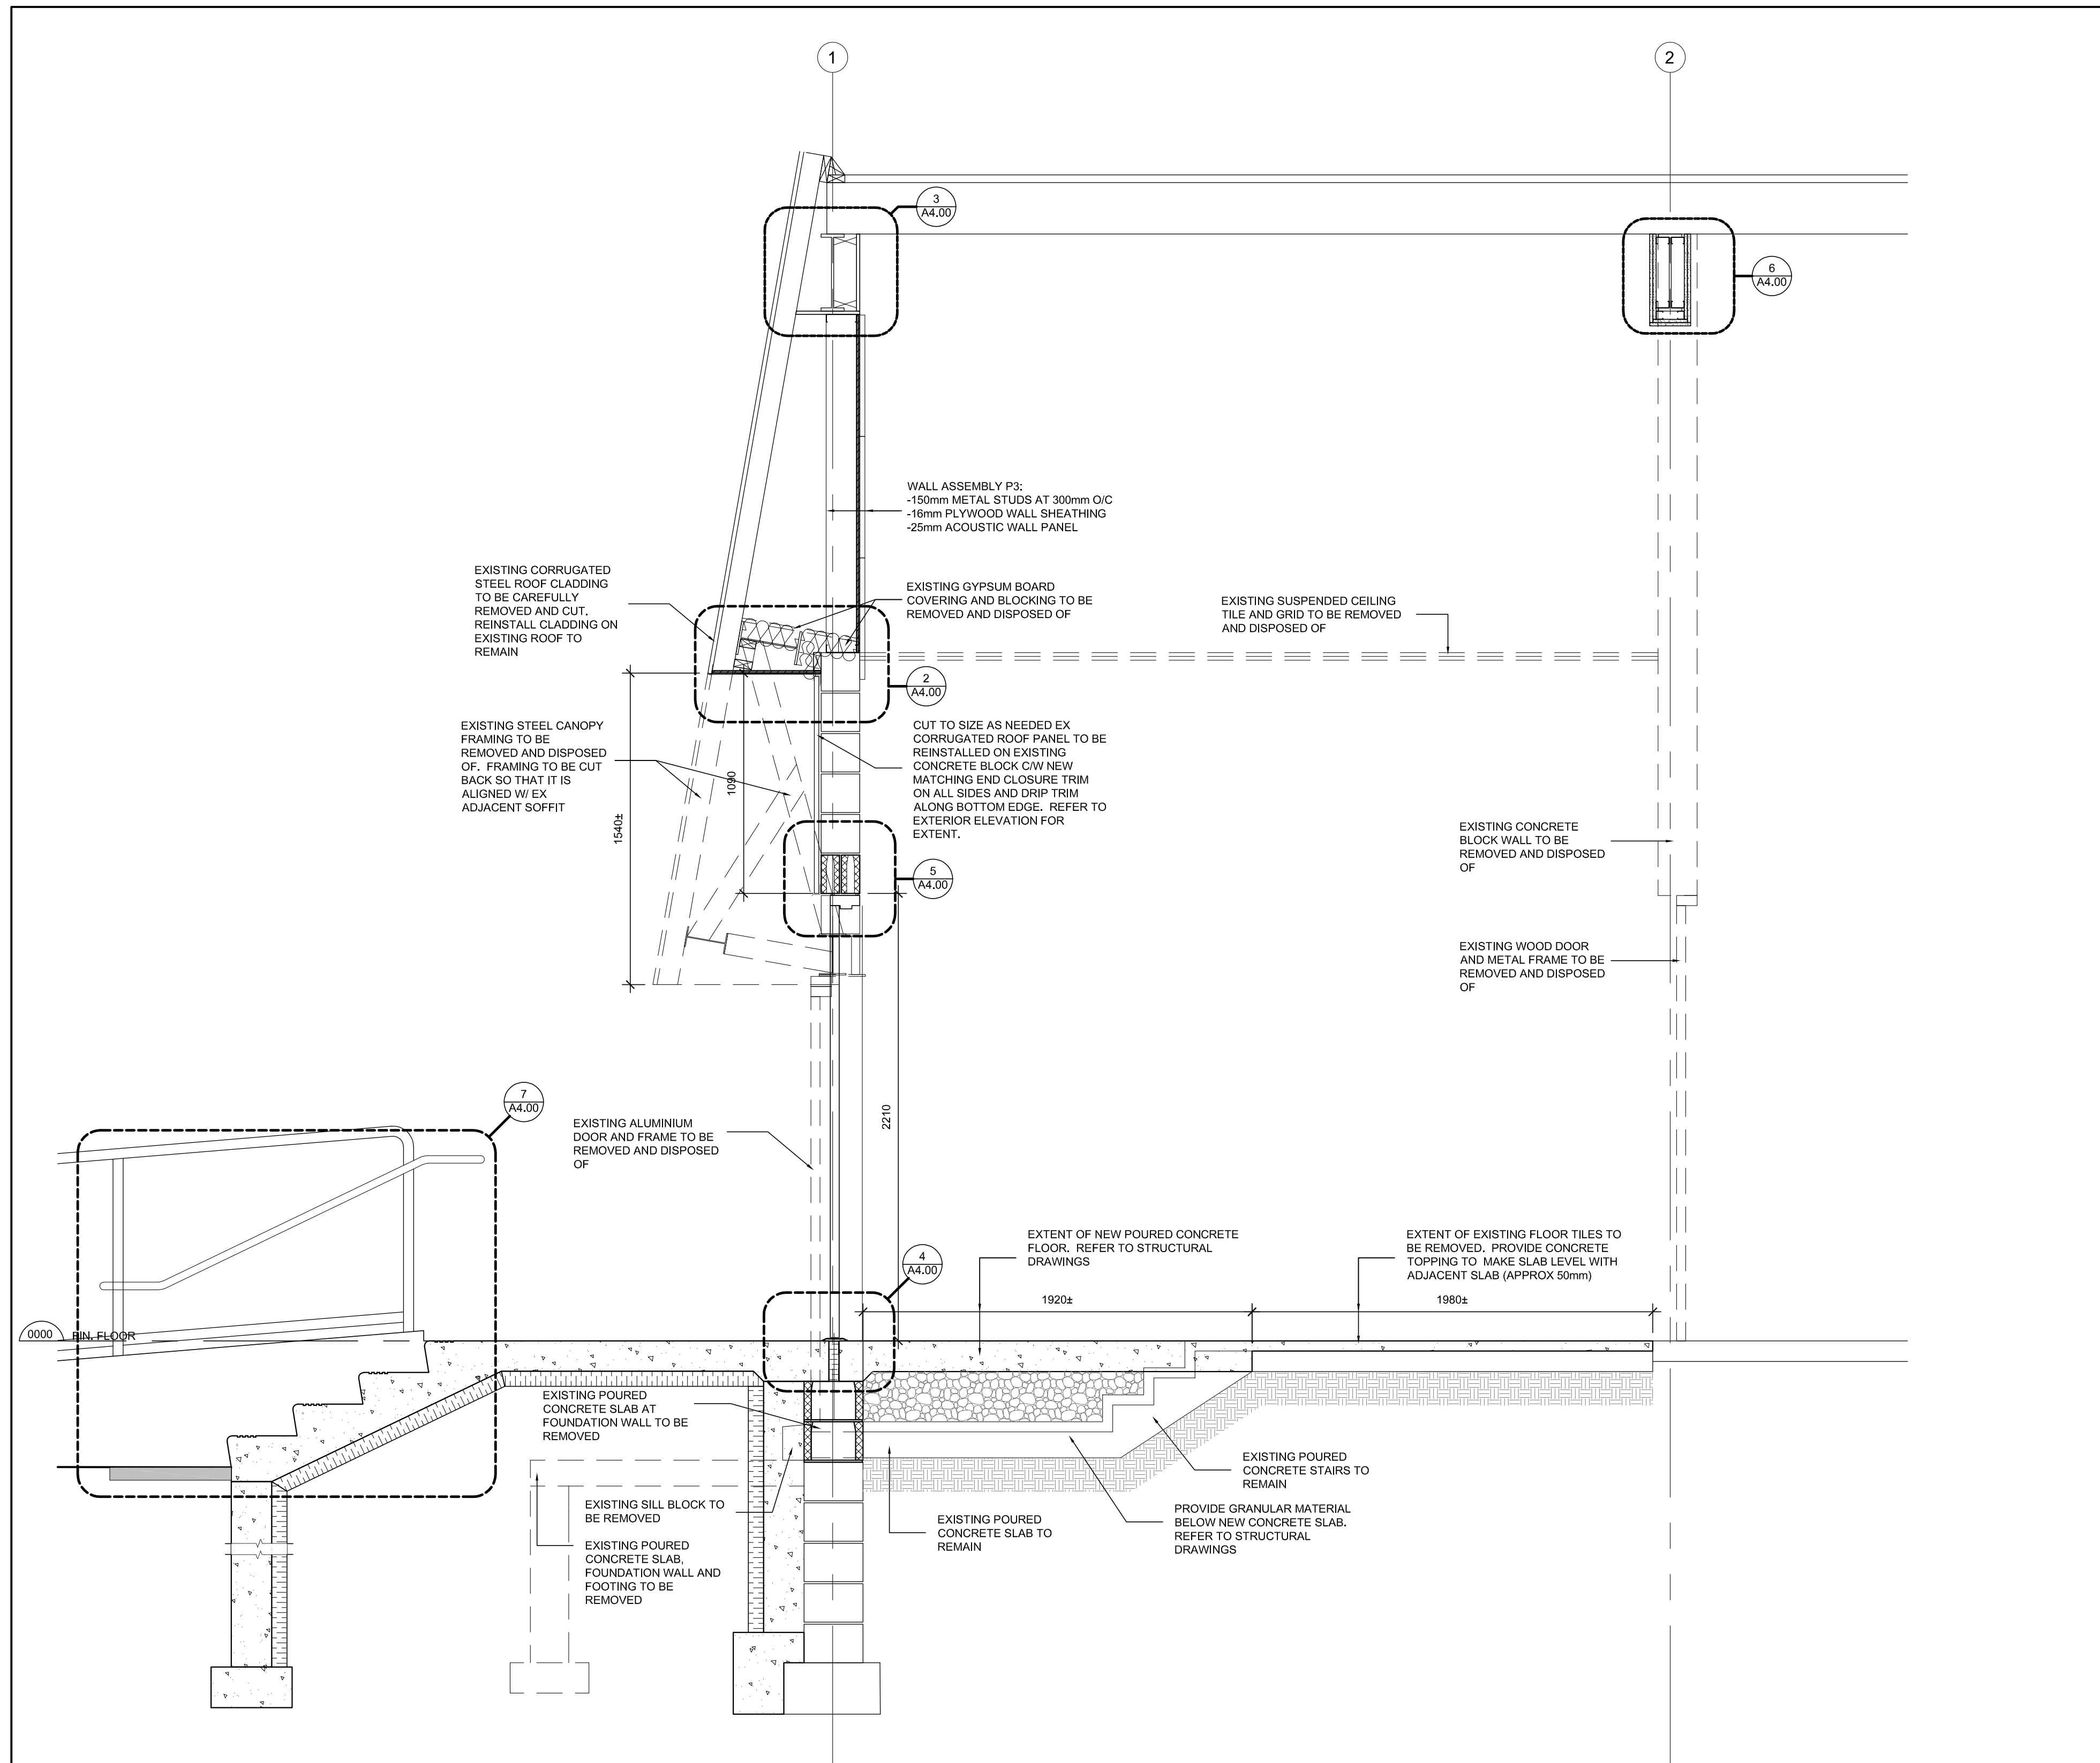 1
2
3
A4.00
6
A4.00
WALL ASSEMBLY P3:
-150mm METAL STUDS AT 300mm O/C
-16mm PLYWOOD WALL SHEATHING
-25mm ACOUSTIC WALL PANEL
EXISTING CORRUGATED
STEEL ROOF CLADDING
TO BE CAREFULLY
REMOVED AND CUT.
REINSTALL CLADDING ON
EXISTING ROOF TO
REMAIN
EXISTING GYPSUM BOARD
COVERING AND BLOCKING TO BE
REMOVED AND DISPOSED OF
EXISTING SUSPENDED CEILING
TILE AND GRID TO BE REMOVED
AND DISPOSED OF
2
A4.00
EXISTING STEEL CANOPY
FRAMING TO BE
REMOVED AND DISPOSED
OF. FRAMING TO BE CUT
BACK SO THAT IT IS
ALIGNED W/ EX
ADJACENT SOFFIT
CUT TO SIZE AS NEEDED EX
CORRUGATED ROOF PANEL TO BE
REINSTALLED ON EXISTING
CONCRETE BLOCK C/W NEW
MATCHING END CLOSURE TRIM
ON ALL SIDES AND DRIP TRIM
ALONG BOTTOM EDGE. REFER TO
EXTERIOR ELEVATION FOR
EXTENT.
1090
1540±
EXISTING CONCRETE
BLOCK WALL TO BE
REMOVED AND DISPOSED
OF
5
A4.00
EXISTING WOOD DOOR
AND METAL FRAME TO BE
REMOVED AND DISPOSED
OF
7
A4.00
EXISTING ALUMINIUM
DOOR AND FRAME TO BE
REMOVED AND DISPOSED
OF
2210
4
A4.00
EXTENT OF NEW POURED CONCRETE
FLOOR. REFER TO STRUCTURAL
DRAWINGS
EXTENT OF EXISTING FLOOR TILES TO
BE REMOVED. PROVIDE CONCRETE
TOPPING TO MAKE SLAB LEVEL WITH
ADJACENT SLAB (APPROX 50mm)
1920±
1980±
0000 FIN. FLOOR
EXISTING POURED
CONCRETE SLAB AT
FOUNDATION WALL TO BE
REMOVED
EXISTING POURED
CONCRETE STAIRS TO
REMAIN
EXISTING SILL BLOCK TO
BE REMOVED
EXISTING POURED
CONCRETE SLAB TO
REMAIN
PROVIDE GRANULAR MATERIAL
BELOW NEW CONCRETE SLAB.
REFER TO STRUCTURAL
DRAWINGS
EXISTING POURED
CONCRETE SLAB,
FOUNDATION WALL AND
FOOTING TO BE
REMOVED